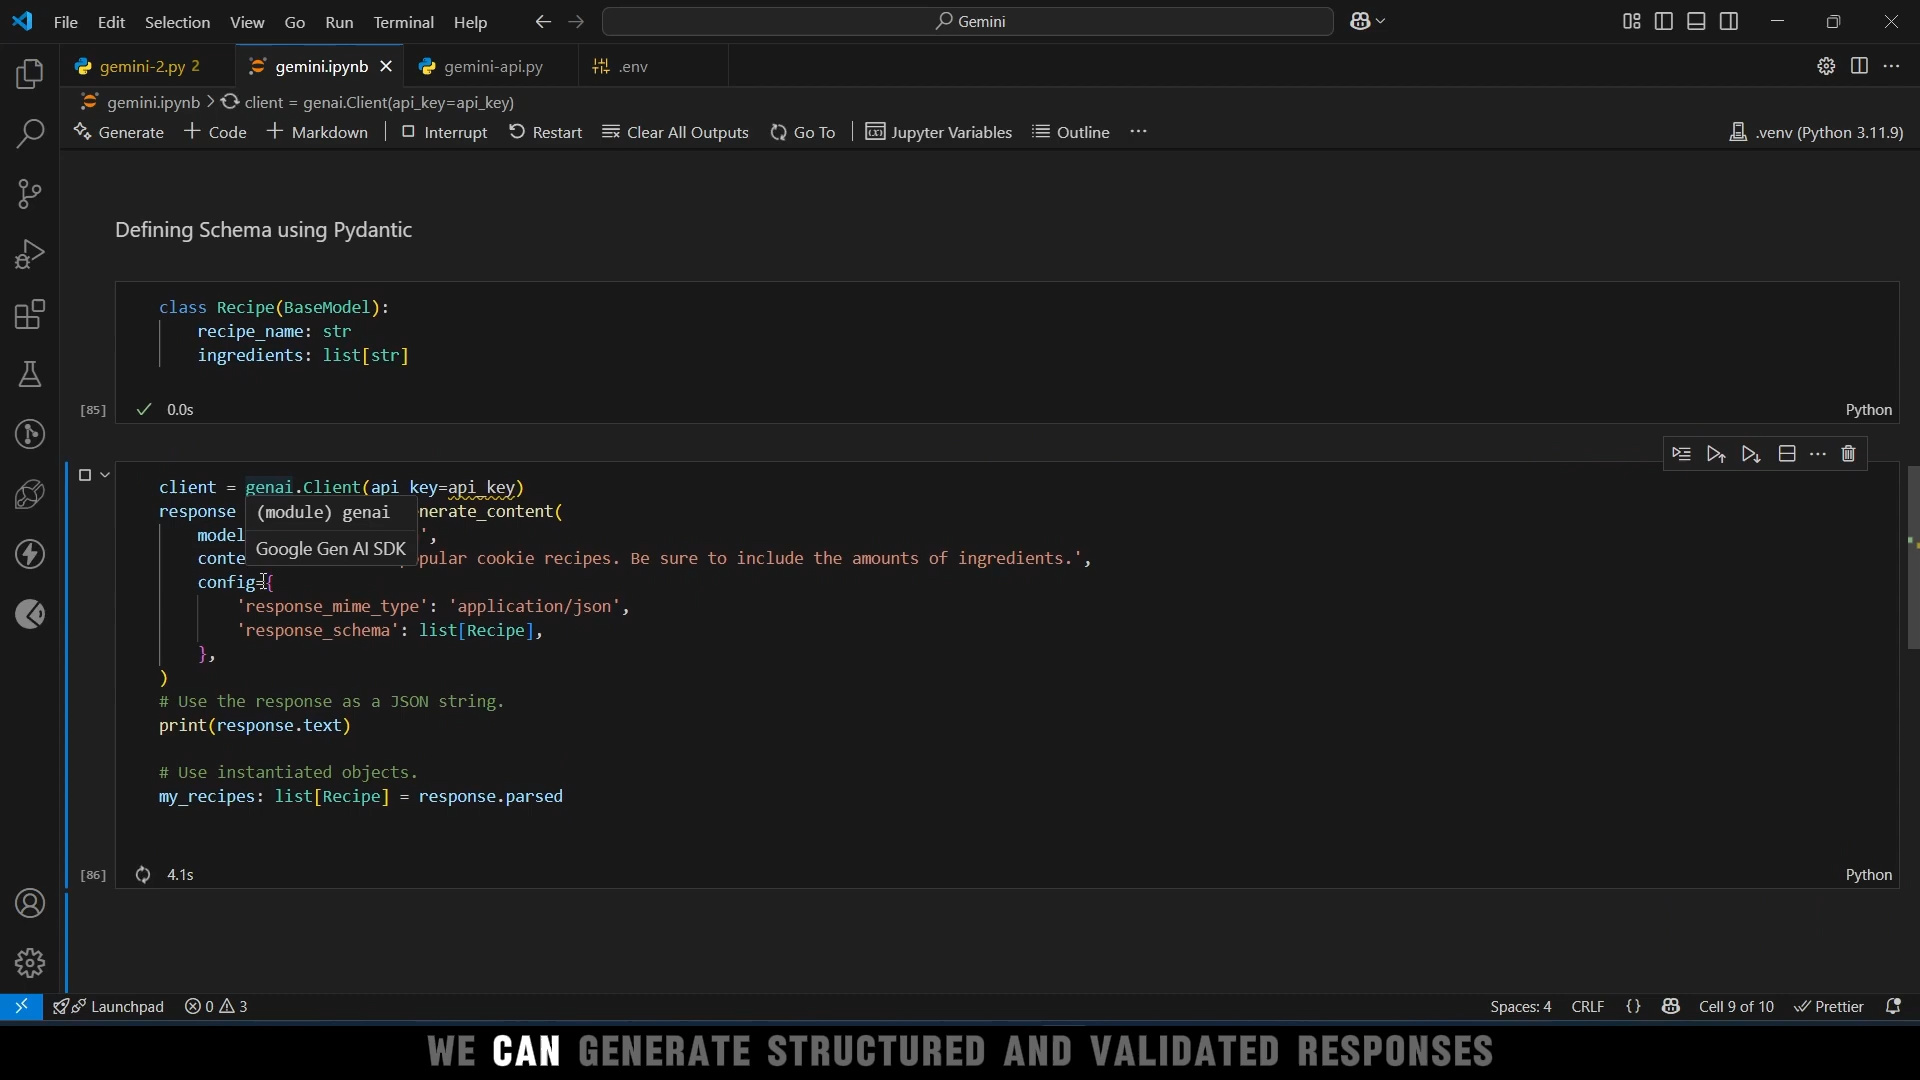 File Edit Selection View Go Run Terminal Help
Gemini
gemini-2.py 2
gemini.ipynb
gemini-api.py
.env
gemini.ipynb > client = genai.Client(api_key=api_key)
Generate + Code + Markdown Interrupt Restart Clear All Outputs Go To Jupyter Variables Outline ...
.venv (Python 3.11.9)
Defining Schema using Pydantic
class Recipe(BaseModel):
recipe_name: str
ingredients: list[str]
[85] 0.0s
Python
client = genai.Client(api_key=api_key)
response
nerate_content(
(module) genai
model
',
Google Gen AI SDK
conte
pular cookie recipes. Be sure to include the amounts of ingredients.',
config={
'response_mime_type': 'application/json',
'response_schema': list[Recipe],
},
)
# Use the response as a JSON string.
print(response.text)
# Use instantiated objects.
my_recipes: list[Recipe] = response.parsed
[86] 4.1s
Python
Launchpad 0 3
Spaces: 4 CRLF {} Cell 9 of 10 Prettier
WE CAN GENERATE STRUCTURED AND VALIDATED RESPONSES